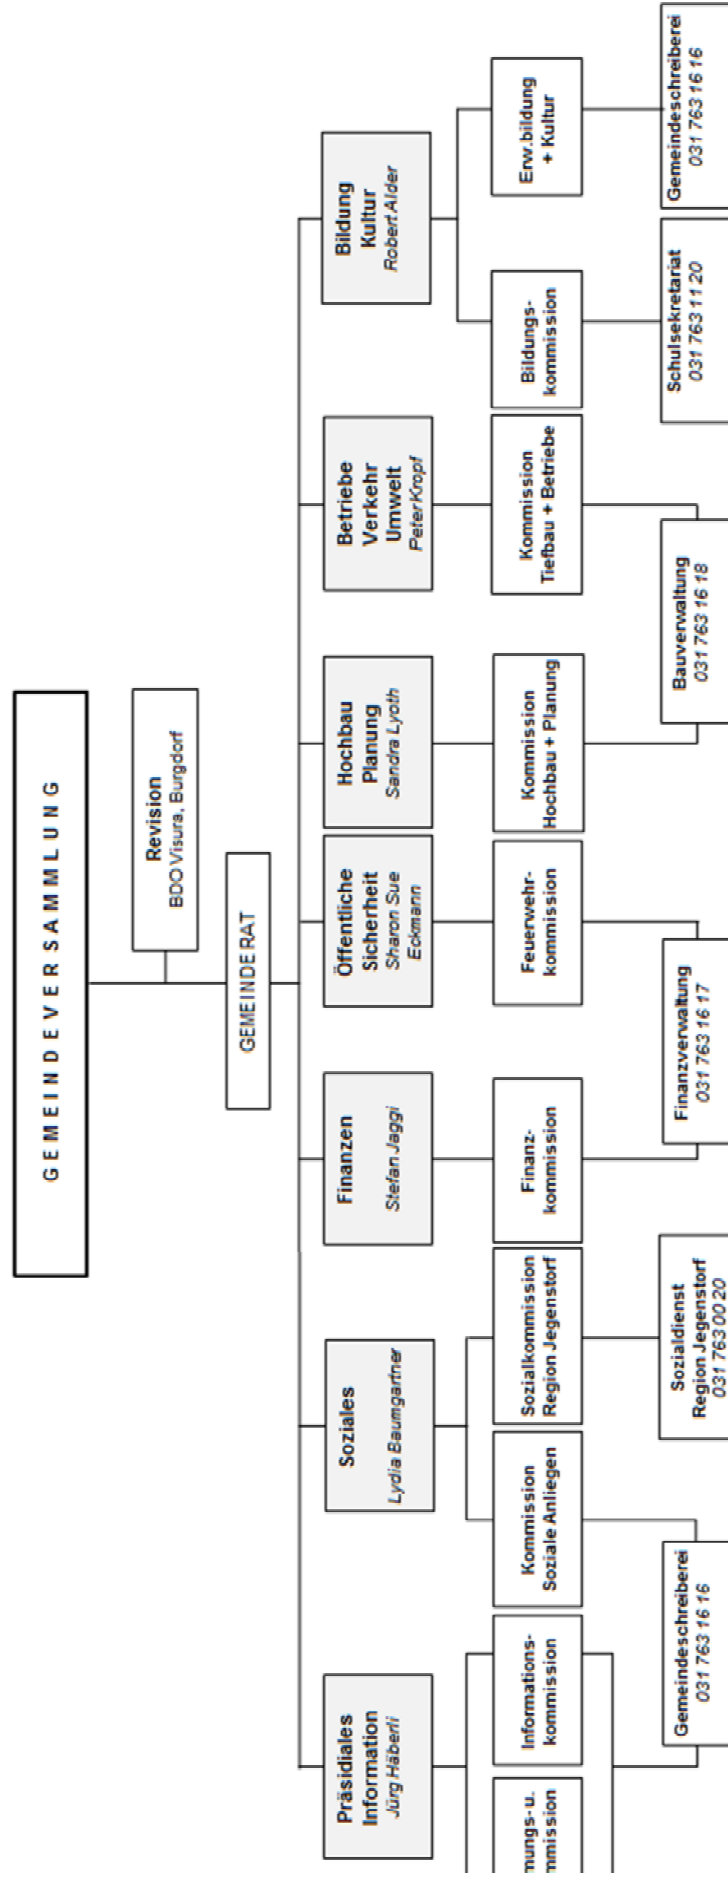 G E M E I N D E V E R S A M M L U N G
Revision
BDO Visura, Burgdorf
GEMEINDERAT
Präsidiales
Information
Jürg Häberli
Soziales
Lydia Baumgartner
Finanzen
Stefan Jaggi
Öffentliche
Sicherheit
Sharon Sue
Eckmann
Hochbau
Planung
Sandra Lyoth
Betriebe
Verkehr
Umwelt
Peter Kropf
Bildung
Kultur
Robert Alder
mungs- u.
mmission
Informations-
kommission
Kommission
Soziale Anliegen
Sozialkommission
Region Jegenstorf
Finanz-
kommission
Feuerwehr-
kommission
Kommission
Hochbau + Planung
Kommission
Tiefbau + Betriebe
Bildungs-
kommission
Erw.bildung
+ Kultur
Gemeindeschreiberei
031 763 16 16
Sozialdienst
Region Jegenstorf
031 763 00 20
Finanzverwaltung
031 763 16 17
Bauverwaltung
031 763 16 18
Schulsekretariat
031 763 11 20
Gemeindeschreiberei
031 763 16 16